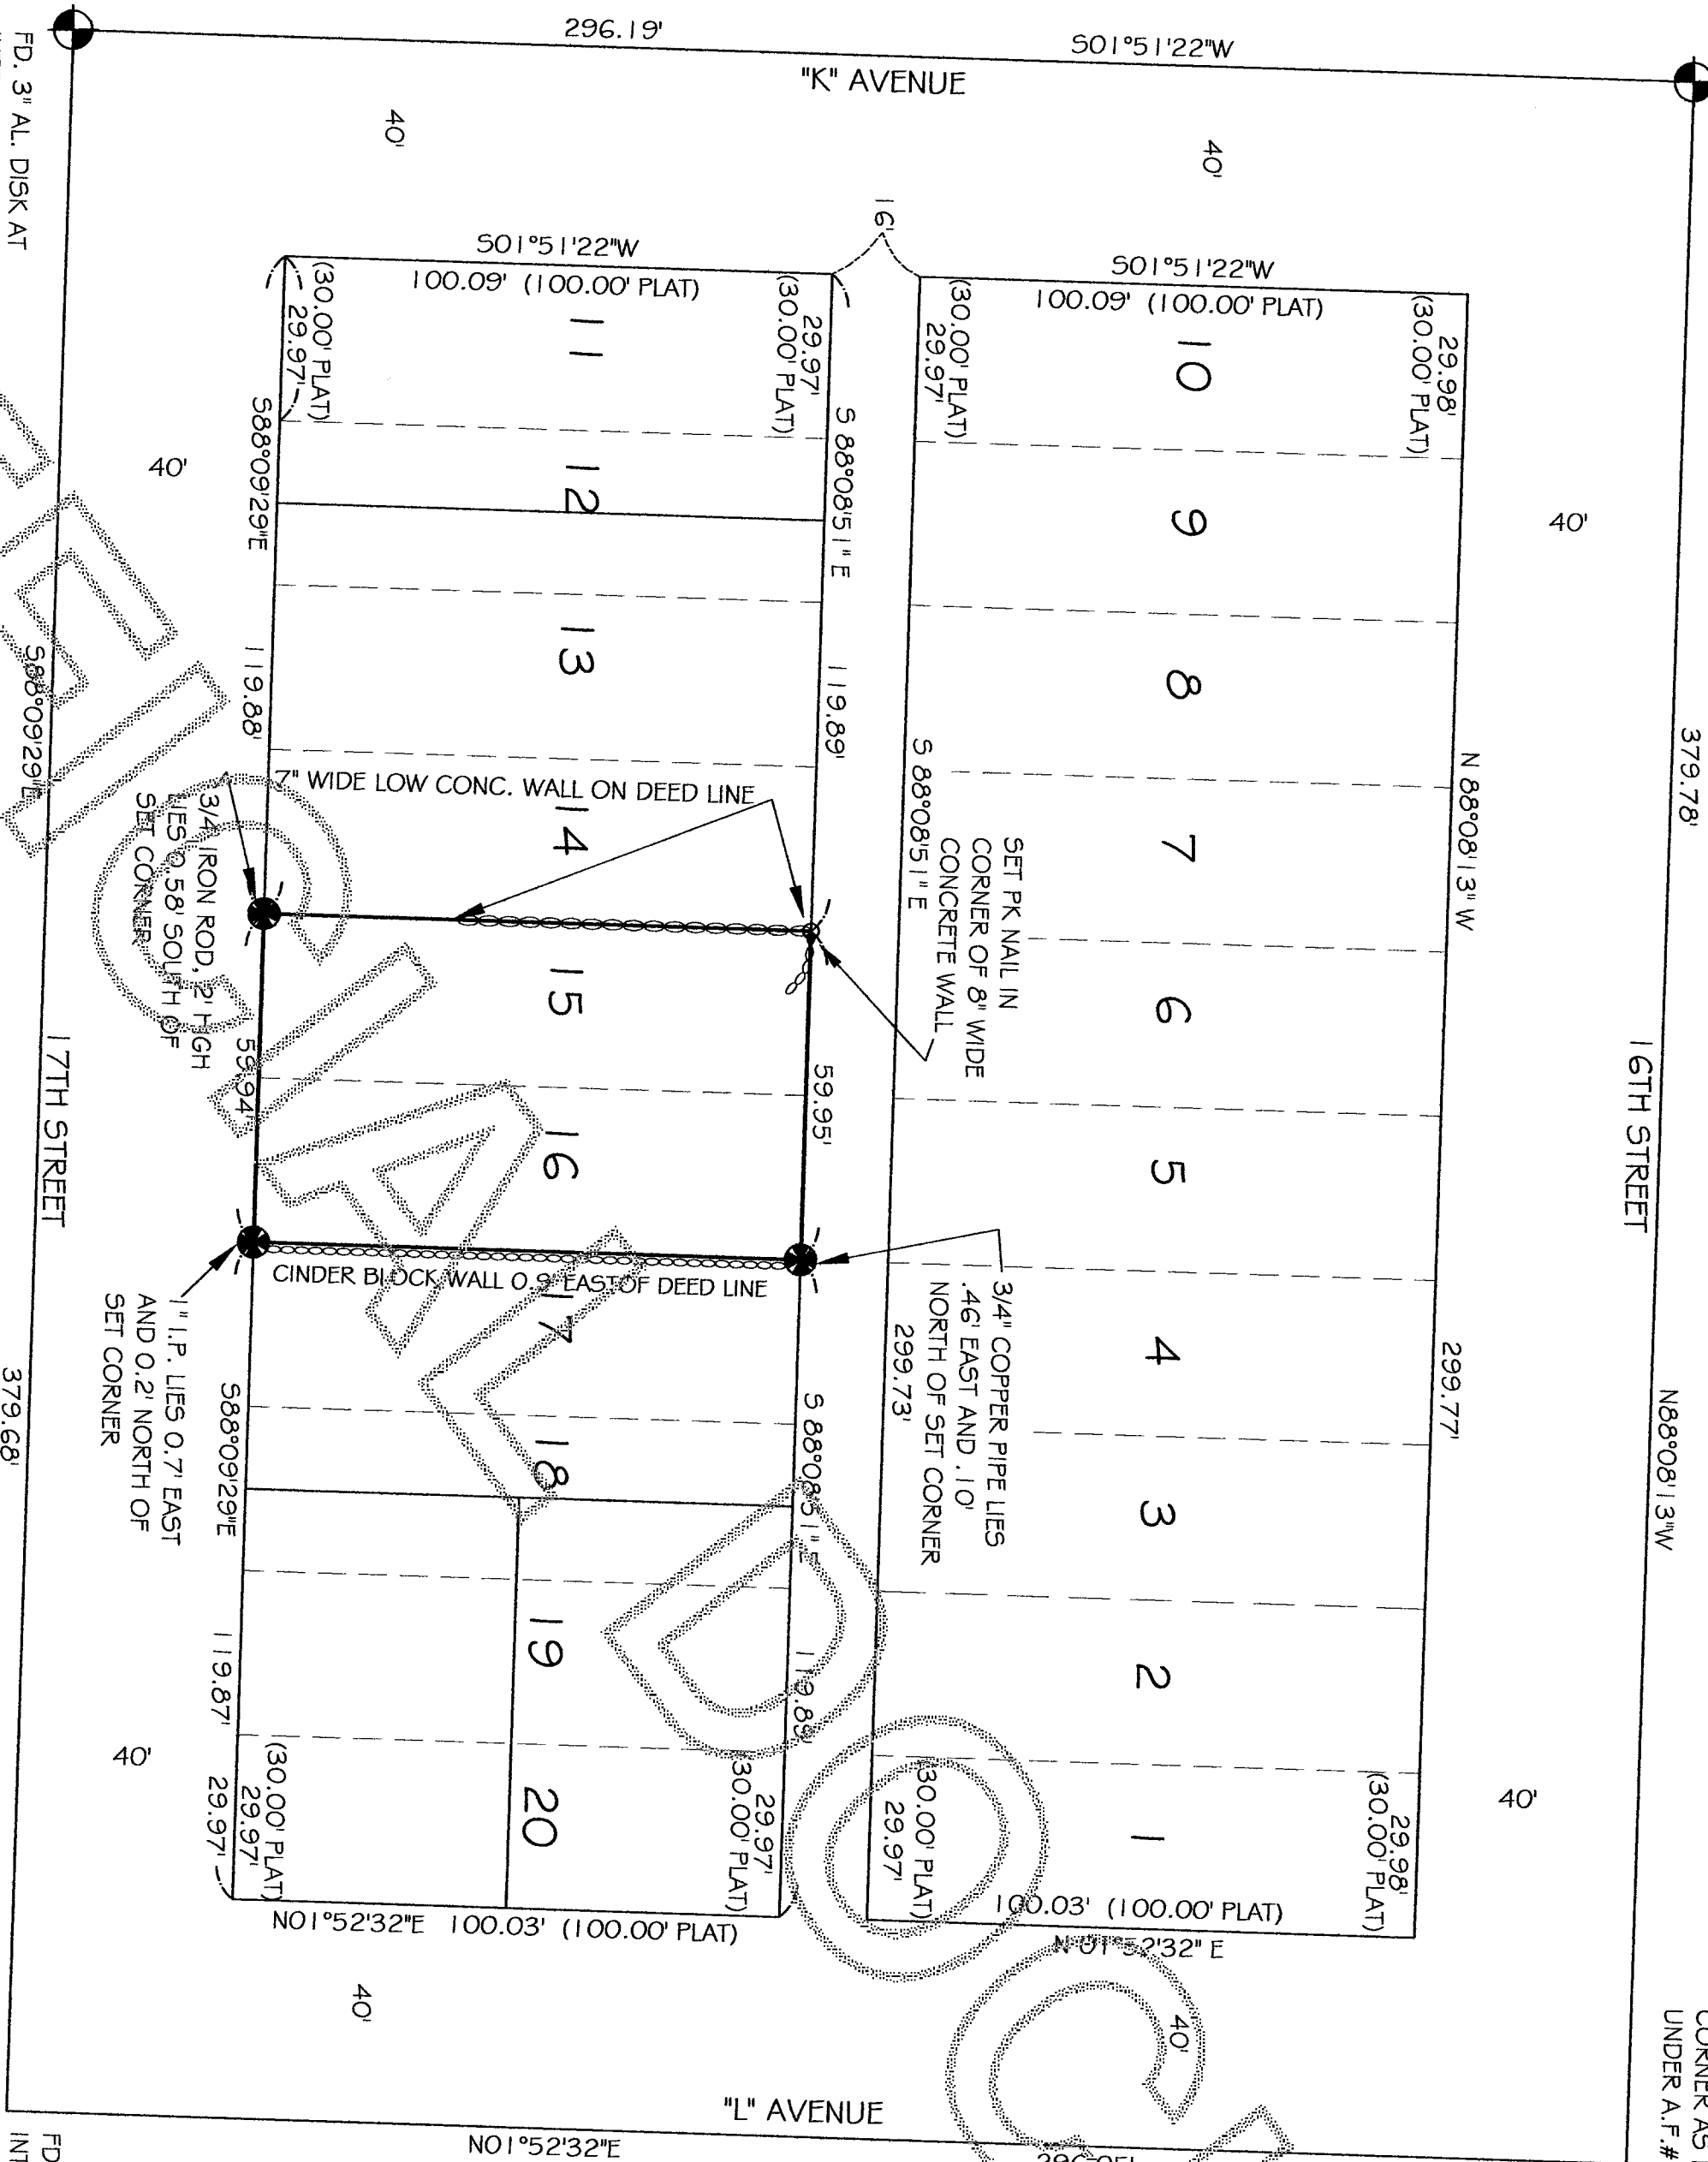 296.19'
S01°51'22"W
"K" AVENUE
FD. 3" AL. DISK AT
40'
40'
16'
S01°51'22"W
100.09' (100.00' PLAT)
S01°51'22"W
100.09' (100.00' PLAT)
(30.00' PLAT)
29.97'
29.97'
(30.00' PLAT)
(30.00' PLAT)
29.97'
29.98'
(30.00' PLAT)
11
12
13
14
15
16
17
18
19
20
10
9
8
7
6
5
4
3
2
1
40'
40'
S88°09'29"E
119.88'
S 88°08'51" E
119.89'
S 88°08'51" E
299.73'
N 88°08'13" W
299.77'
379.78'
16TH STREET
N88°08'13"W
S88°09'29"E
17TH STREET
379.68'
7" WIDE LOW CONC. WALL ON DEED LINE
3/4" IRON ROD, 2' HIGH
LIES 0.58' SOUTH OF
SET CORNER
SET PK NAIL IN
CORNER OF 8" WIDE
CONCRETE WALL
59.94'
59.95'
CINDER BLOCK WALL 0.9' EAST OF DEED LINE
3/4" COPPER PIPE LIES
.46' EAST AND .10'
NORTH OF SET CORNER
1" I.P. LIES 0.7' EAST
AND 0.2' NORTH OF
SET CORNER
S88°09'29"E
119.87'
S 88°08'51" E
119.89'
40'
40'
(30.00' PLAT)
29.97'
29.97'
29.97'
(30.00' PLAT)
(30.00' PLAT)
29.97'
29.98'
(30.00' PLAT)
N01°52'32"E 100.03' (100.00' PLAT)
100.03' (100.00' PLAT)
N 01°52'32" E
40'
40'
"L" AVENUE
N01°52'32"E
CORNER AS
UNDER A.F.#
FD
INT